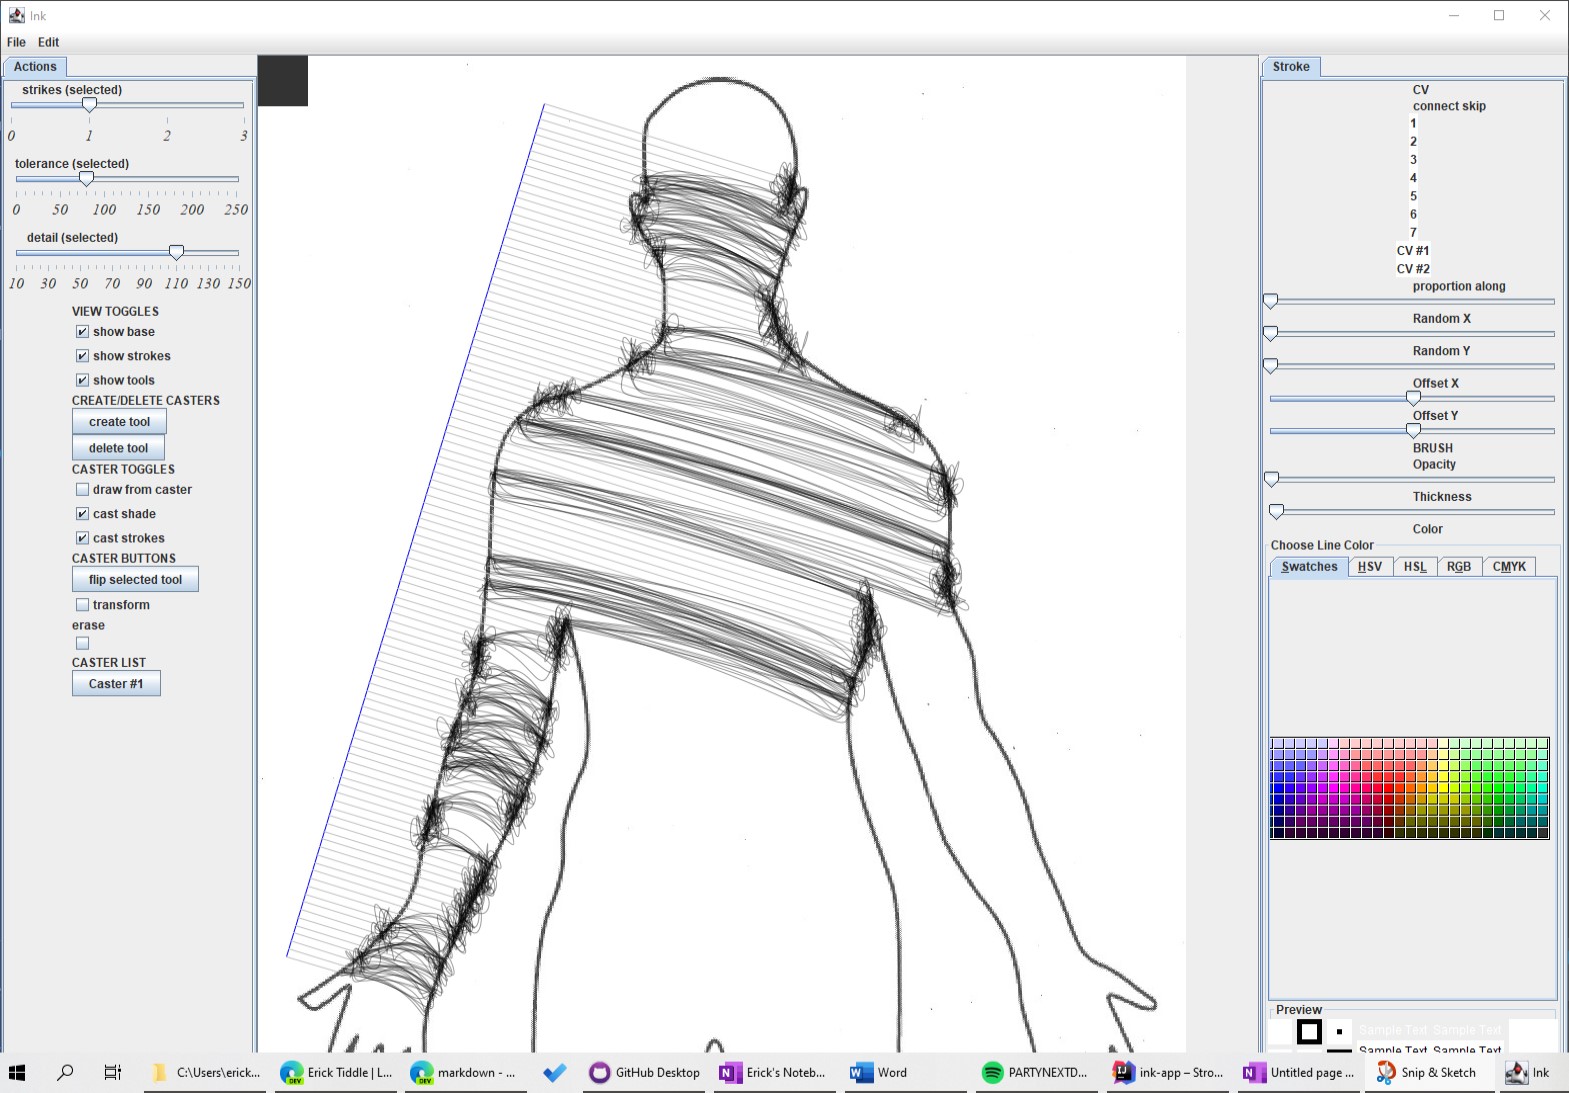 Ink
File Edit
Actions
strikes (selected)
0 1 2 3
tolerance (selected)
0 50 100 150 200 250
detail (selected)
10 30 50 70 90 110 130 150
VIEW TOGGLES
show base
show strokes
show tools
CREATE/DELETE CASTERS
create tool
delete tool
CASTER TOGGLES
draw from caster
cast shade
cast strokes
CASTER BUTTONS
flip selected tool
transform
erase
CASTER LIST
Caster #1
Stroke
CV
connect skip
1
2
3
4
5
6
7
CV #1
CV #2
proportion along
Random X
Random Y
Offset X
Offset Y
BRUSH
Opacity
Thickness
Color
Choose Line Color
Swatches HSV HSL RGB CMYK
Preview
Sample Text Sample Text
Sample Text Sample Text
C:\Users\erick... Erick Tiddle | L... markdown - ... GitHub Desktop Erick's Noteb... Word PARTYNEXTD... ink-app – Stro... Untitled page ... Snip & Sketch Ink